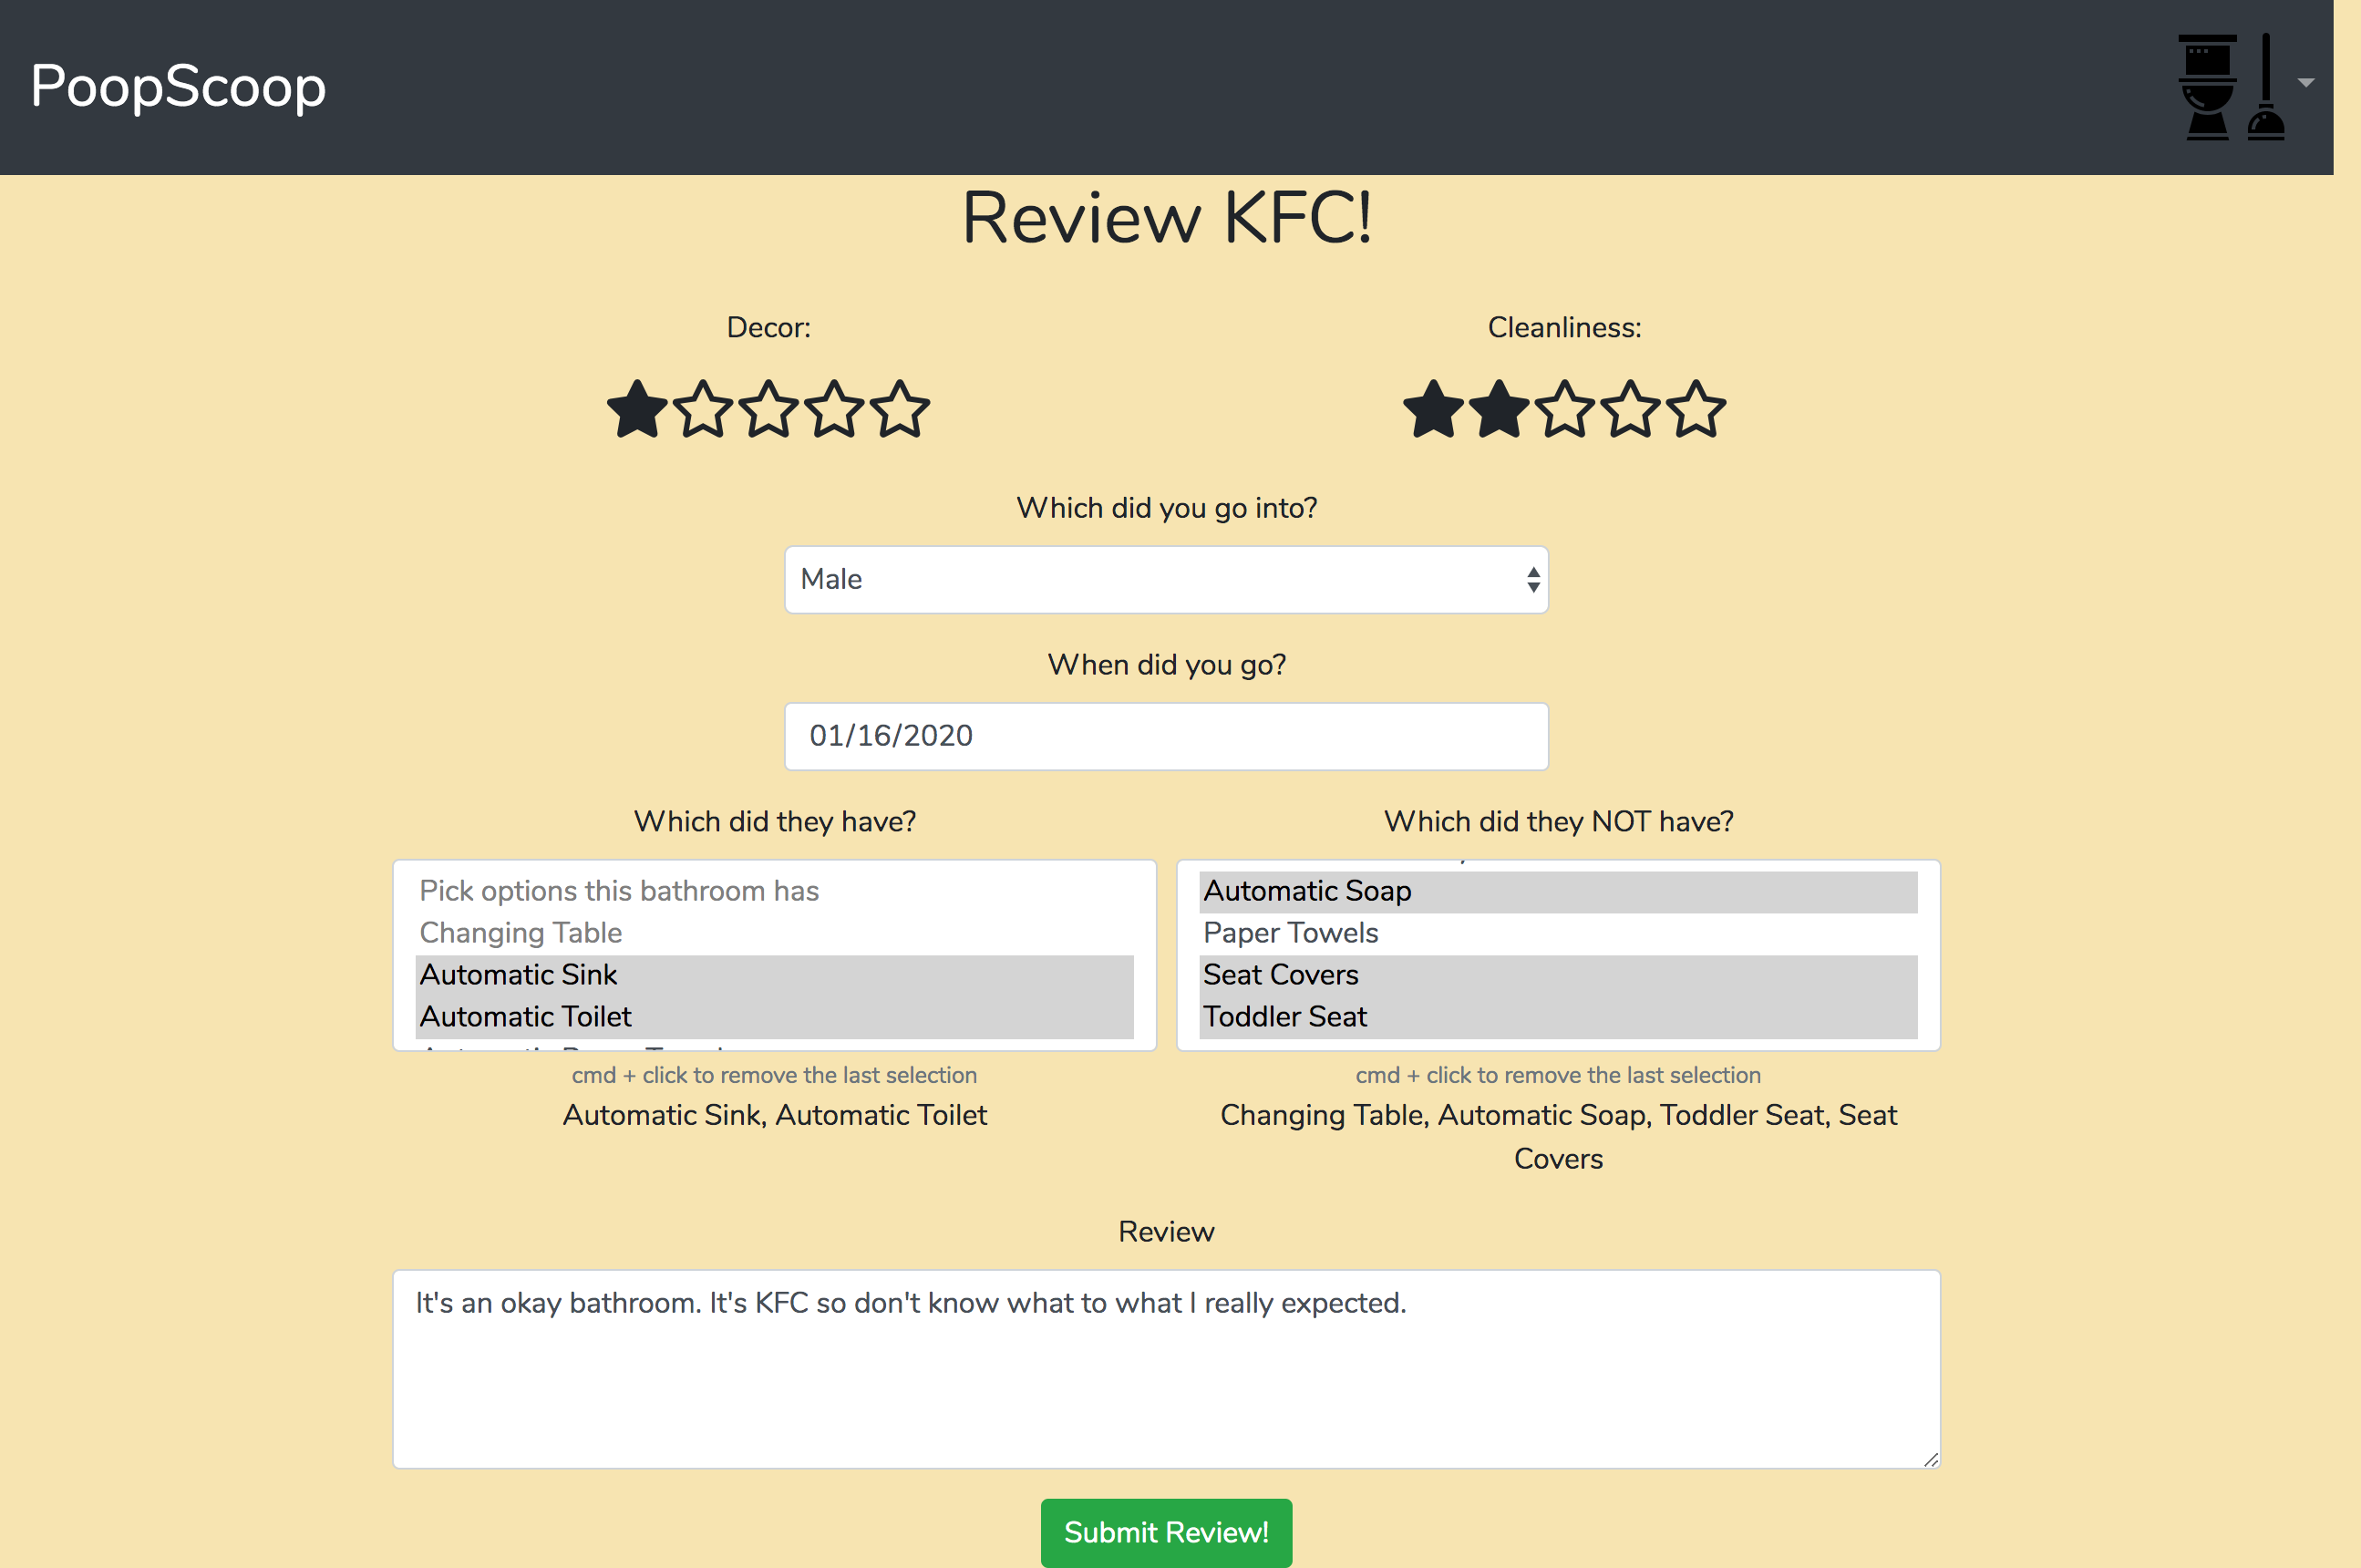 PoopScoop
Review KFC!
Decor:
Cleanliness:
Which did you go into?
Male
When did you go?
01/16/2020
Which did they have?
Pick options this bathroom has
Changing Table
Automatic Sink
Automatic Toilet
cmd + click to remove the last selection
Automatic Sink, Automatic Toilet
Which did they NOT have?
Automatic Soap
Paper Towels
Seat Covers
Toddler Seat
cmd + click to remove the last selection
Changing Table, Automatic Soap, Toddler Seat, Seat
Covers
Review
It's an okay bathroom. It's KFC so don't know what to what I really expected.
Submit Review!